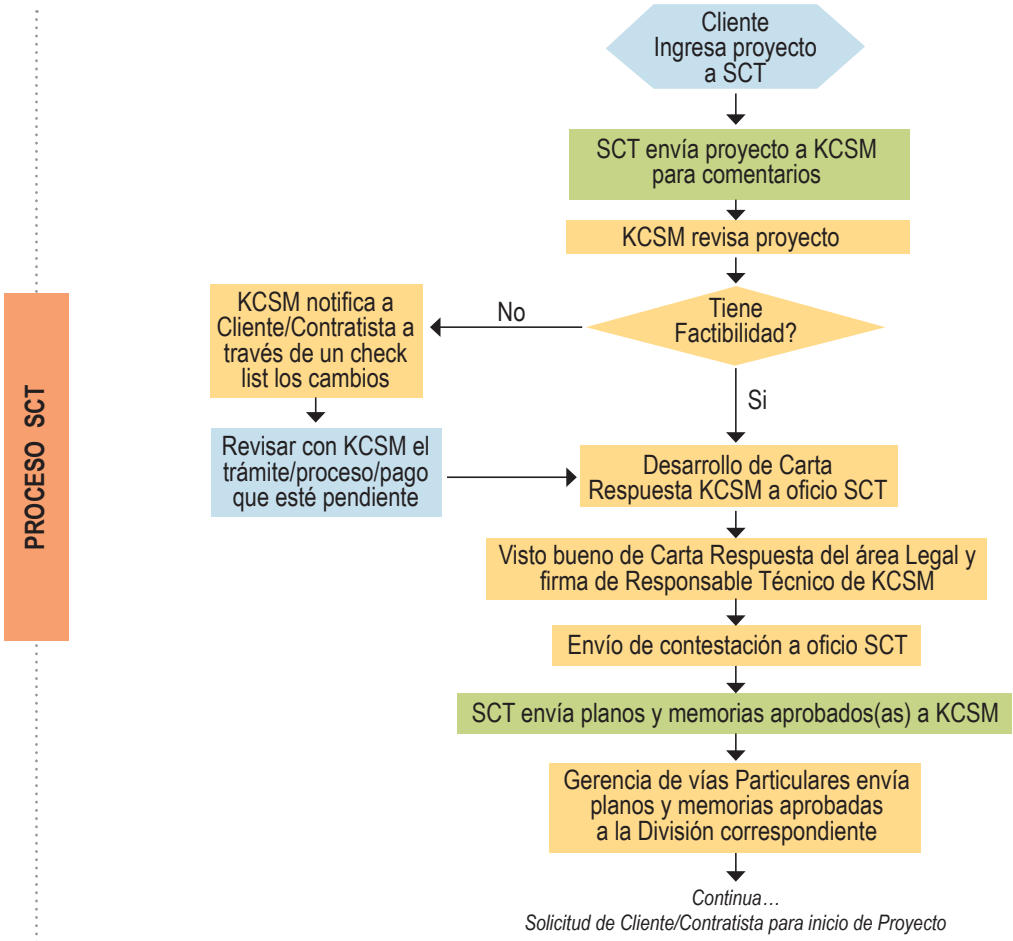 Cliente
Ingresa proyecto
a SCT
SCT envía proyecto a KCSM
para comentarios
KCSM revisa proyecto
Tiene
Factibilidad?
No
KCSM notifica a
Cliente/Contratista a
través de un check
list los cambios
Si
Revisar con KCSM el
trámite/proceso/pago
que esté pendiente
Desarrollo de Carta
Respuesta KCSM a oficio SCT
PROCESO SCT
Visto bueno de Carta Respuesta del área Legal y
firma de Responsable Técnico de KCSM
Envío de contestación a oficio SCT
SCT envía planos y memorias aprobados(as) a KCSM
Gerencia de vías Particulares envía
planos y memorias aprobadas
a la División correspondiente
Continua…
Solicitud de Cliente/Contratista para inicio de Proyecto